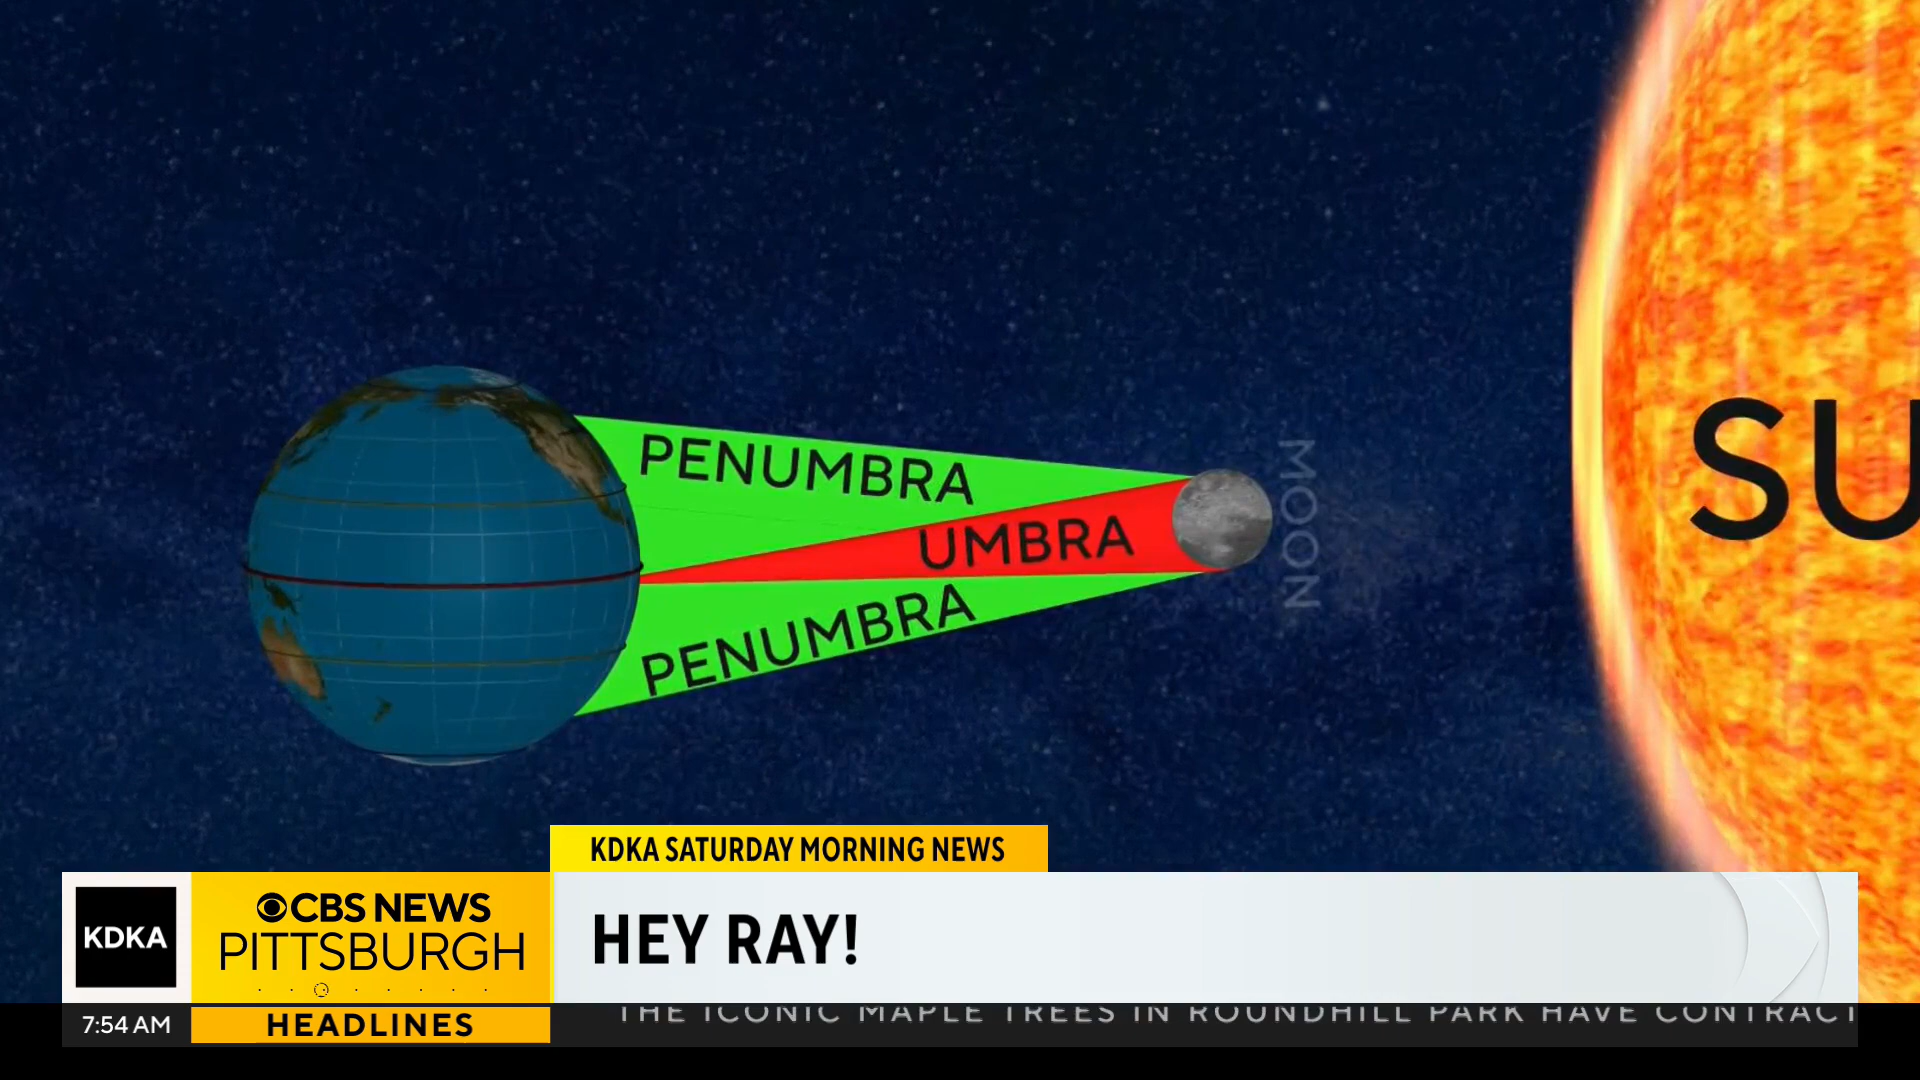 PENUMBRA
UMBRA
PENUMBRA
MOON
SU
KDKA SATURDAY MORNING NEWS
KDKA
CBS NEWS
PITTSBURGH
HEY RAY!
7:54 AM
HEADLINES
THE ICONIC MAPLE TREES IN ROUNDHILL PARK HAVE CONTRACT